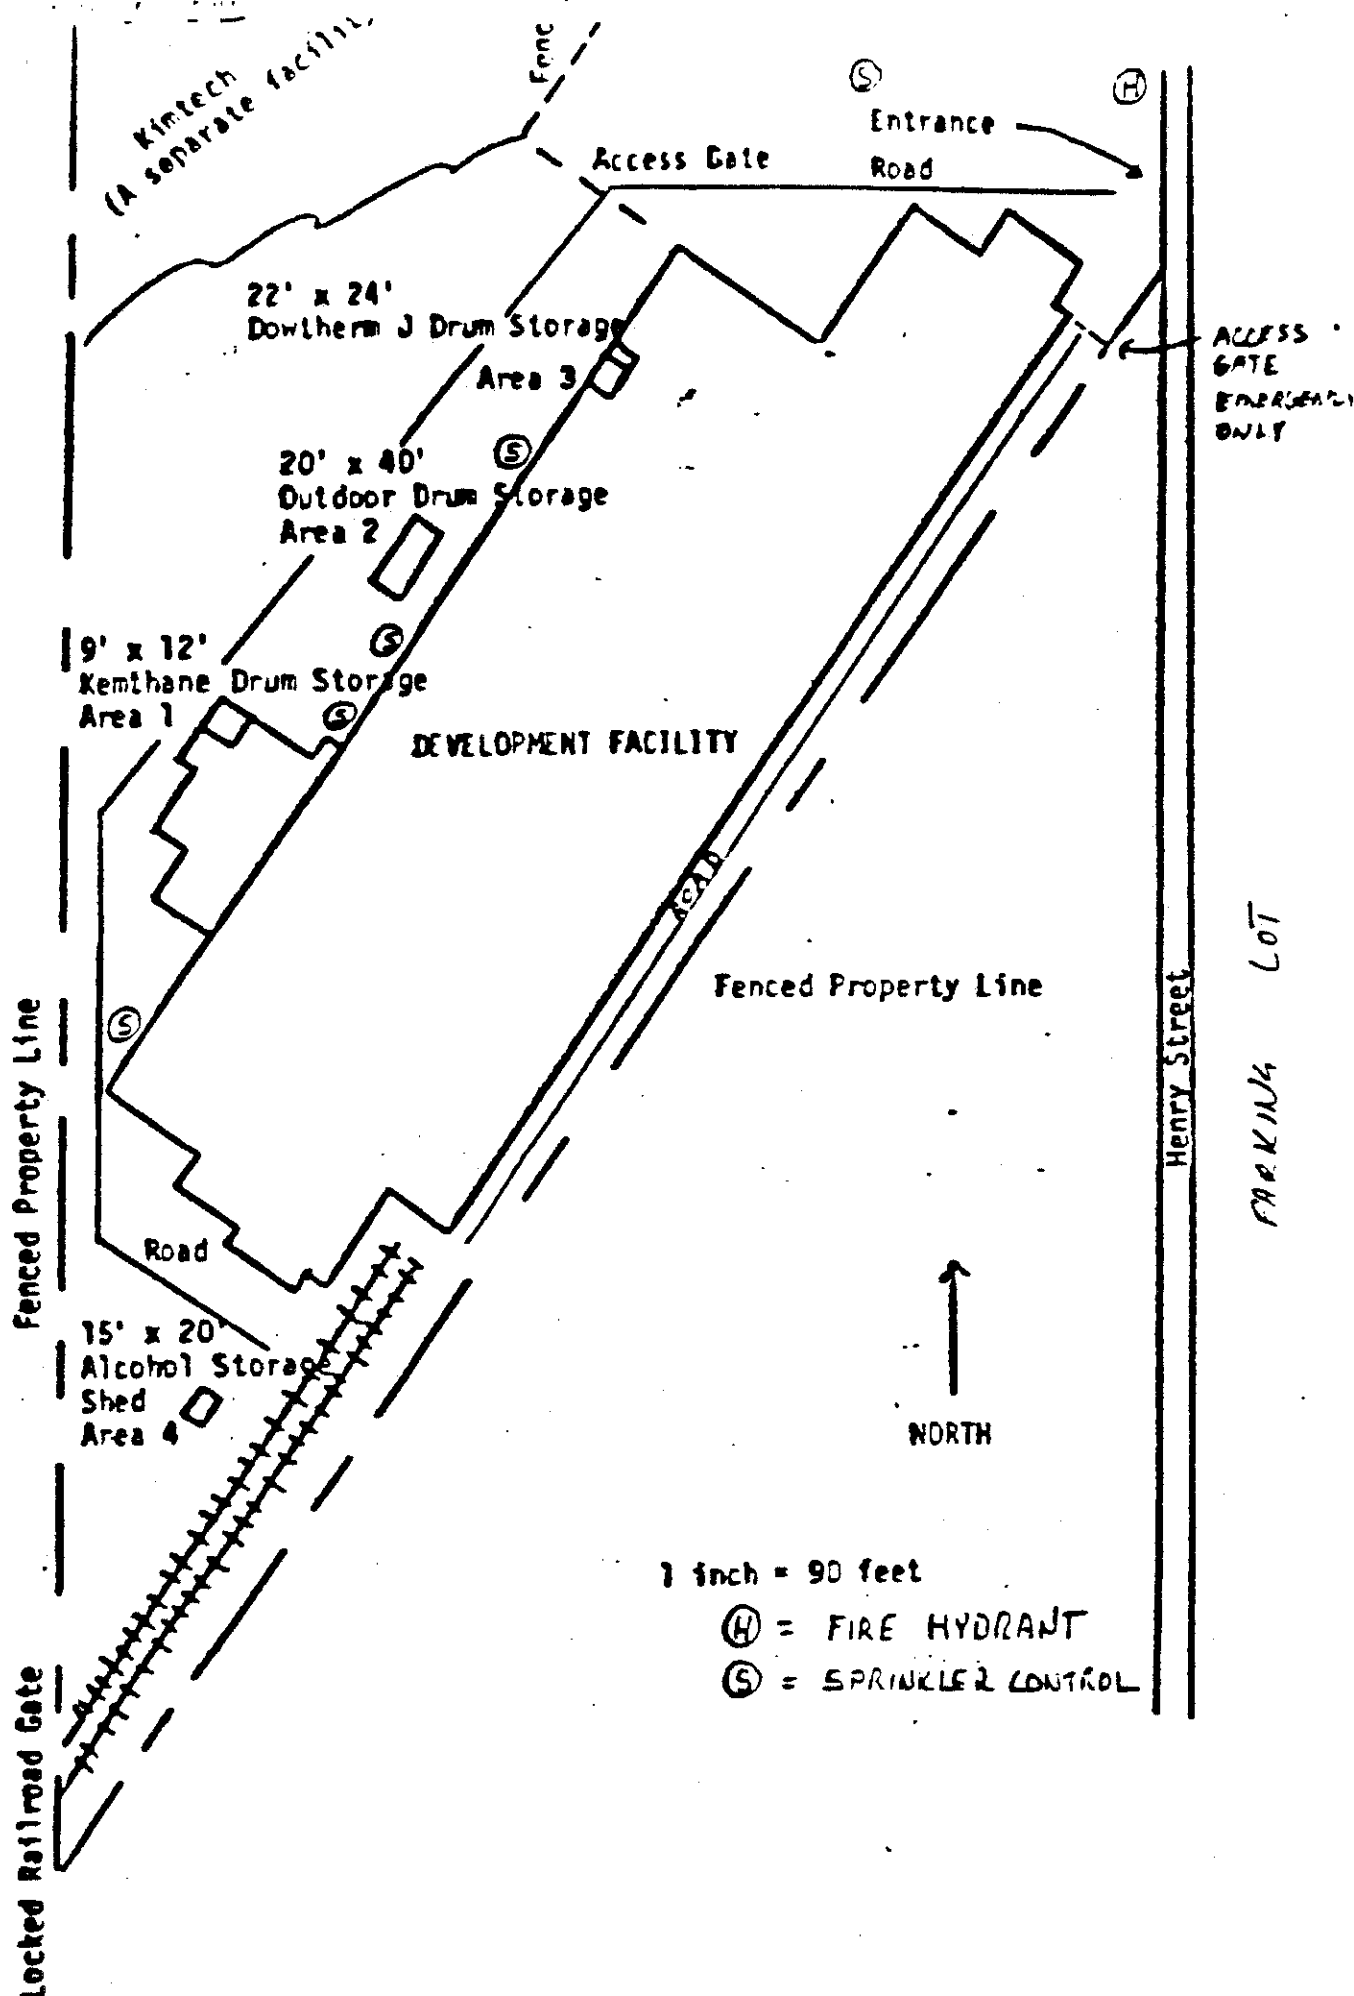 Kimtech
(A separate facility
Fenc
S
H
Entrance
Road
Access Gate
22' x 24'
Dowtherm J Drum Storage
Area 3
ACCESS
GATE
EMERGENCY
ONLY
S
20' x 40'
Outdoor Drum Storage
Area 2
S
9' x 12'
Kemthane Drum Storage
Area 1
S
DEVELOPMENT FACILITY
ROAD
Fenced Property Line
PARKING LOT
Henry Street
S
Fenced Property Line
Road
15' x 20'
Alcohol Storage
Shed
Area 4
NORTH
1 inch = 90 feet
H = FIRE HYDRANT
S = SPRINKLER CONTROL
Locked Railroad Gate